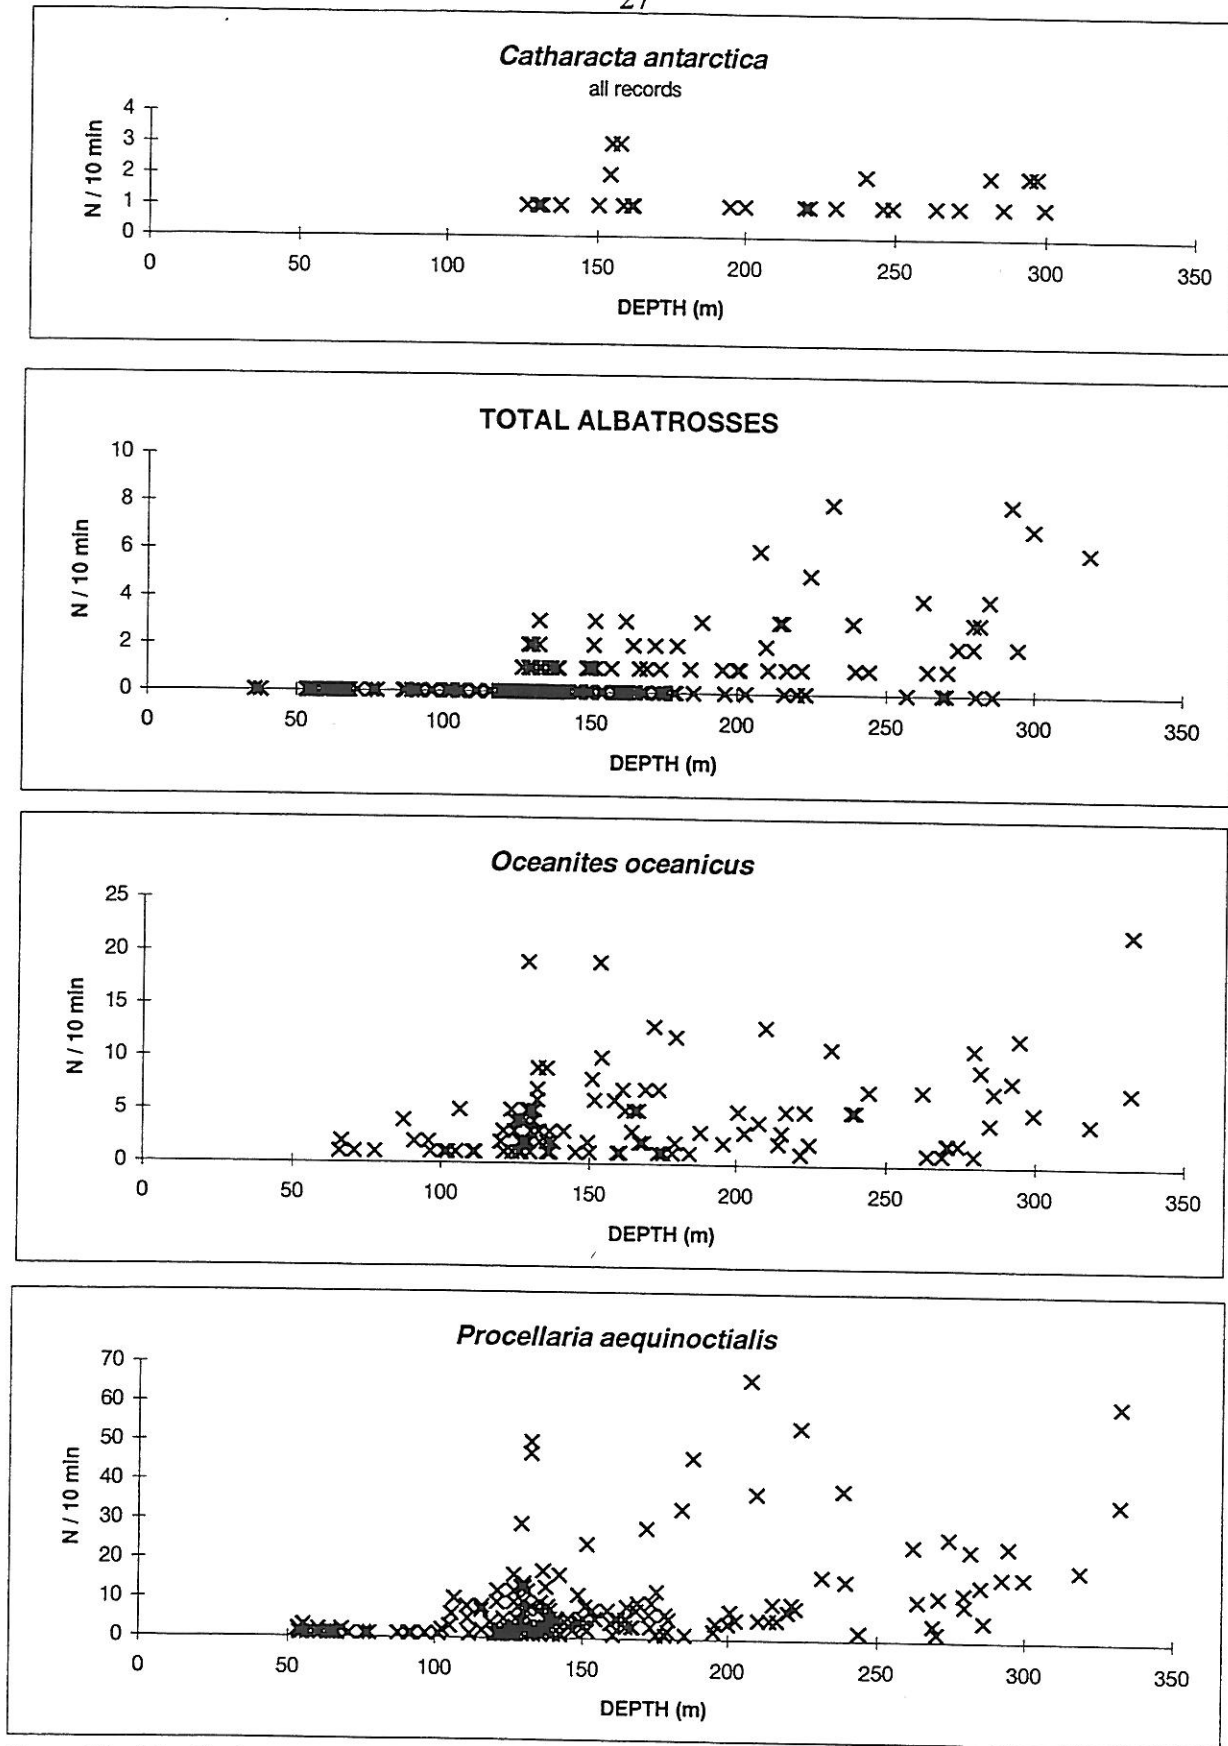 27
Catharacta antarctica
all records
4
3
2
1
0
N / 10 min
0 50 100 150 200 250 300 350
DEPTH (m)
TOTAL ALBATROSSES
10
8
6
4
2
0
N / 10 min
0 50 100 150 200 250 300 350
DEPTH (m)
Oceanites oceanicus
25
20
15
10
5
0
N / 10 min
0 50 100 150 200 250 300 350
DEPTH (m)
Procellaria aequinoctialis
70
60
50
40
30
20
10
0
N / 10 min
0 50 100 150 200 250 300 350
DEPTH (m)